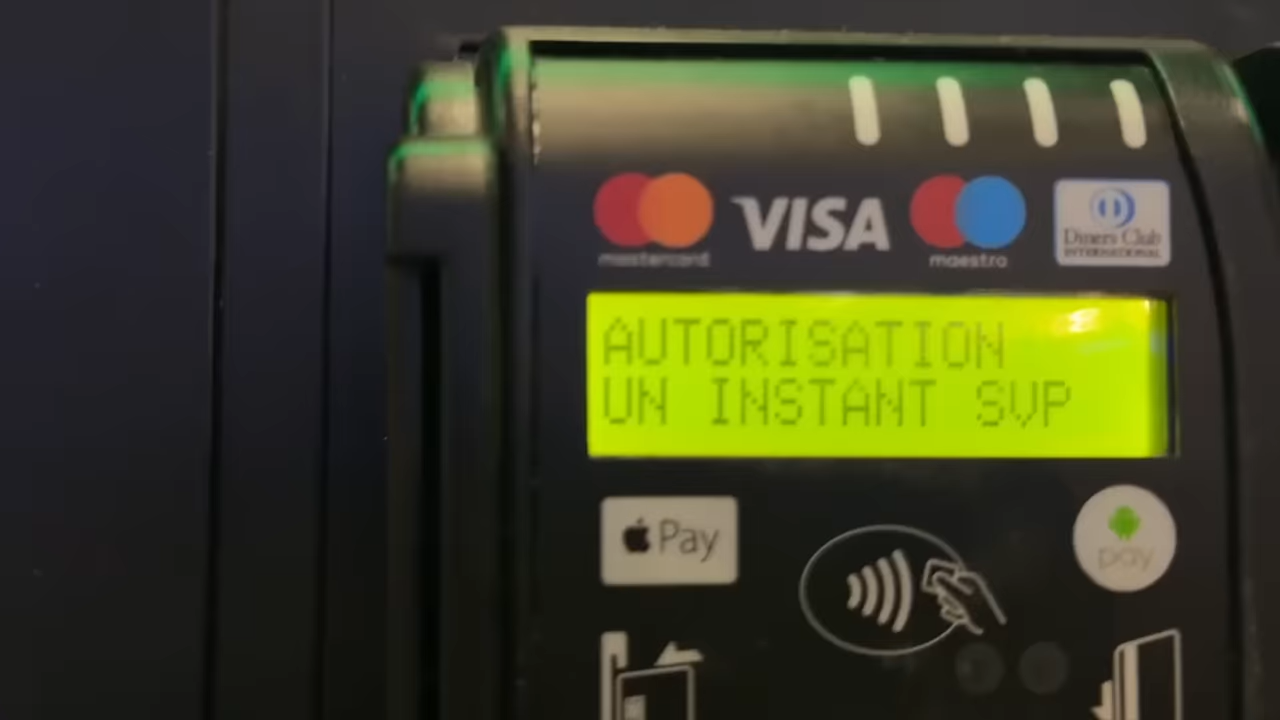 mastercard
VISA
maestro
Diners Club
INTERNATIONAL
AUTORISATION
UN INSTANT SVP
Pay
pay